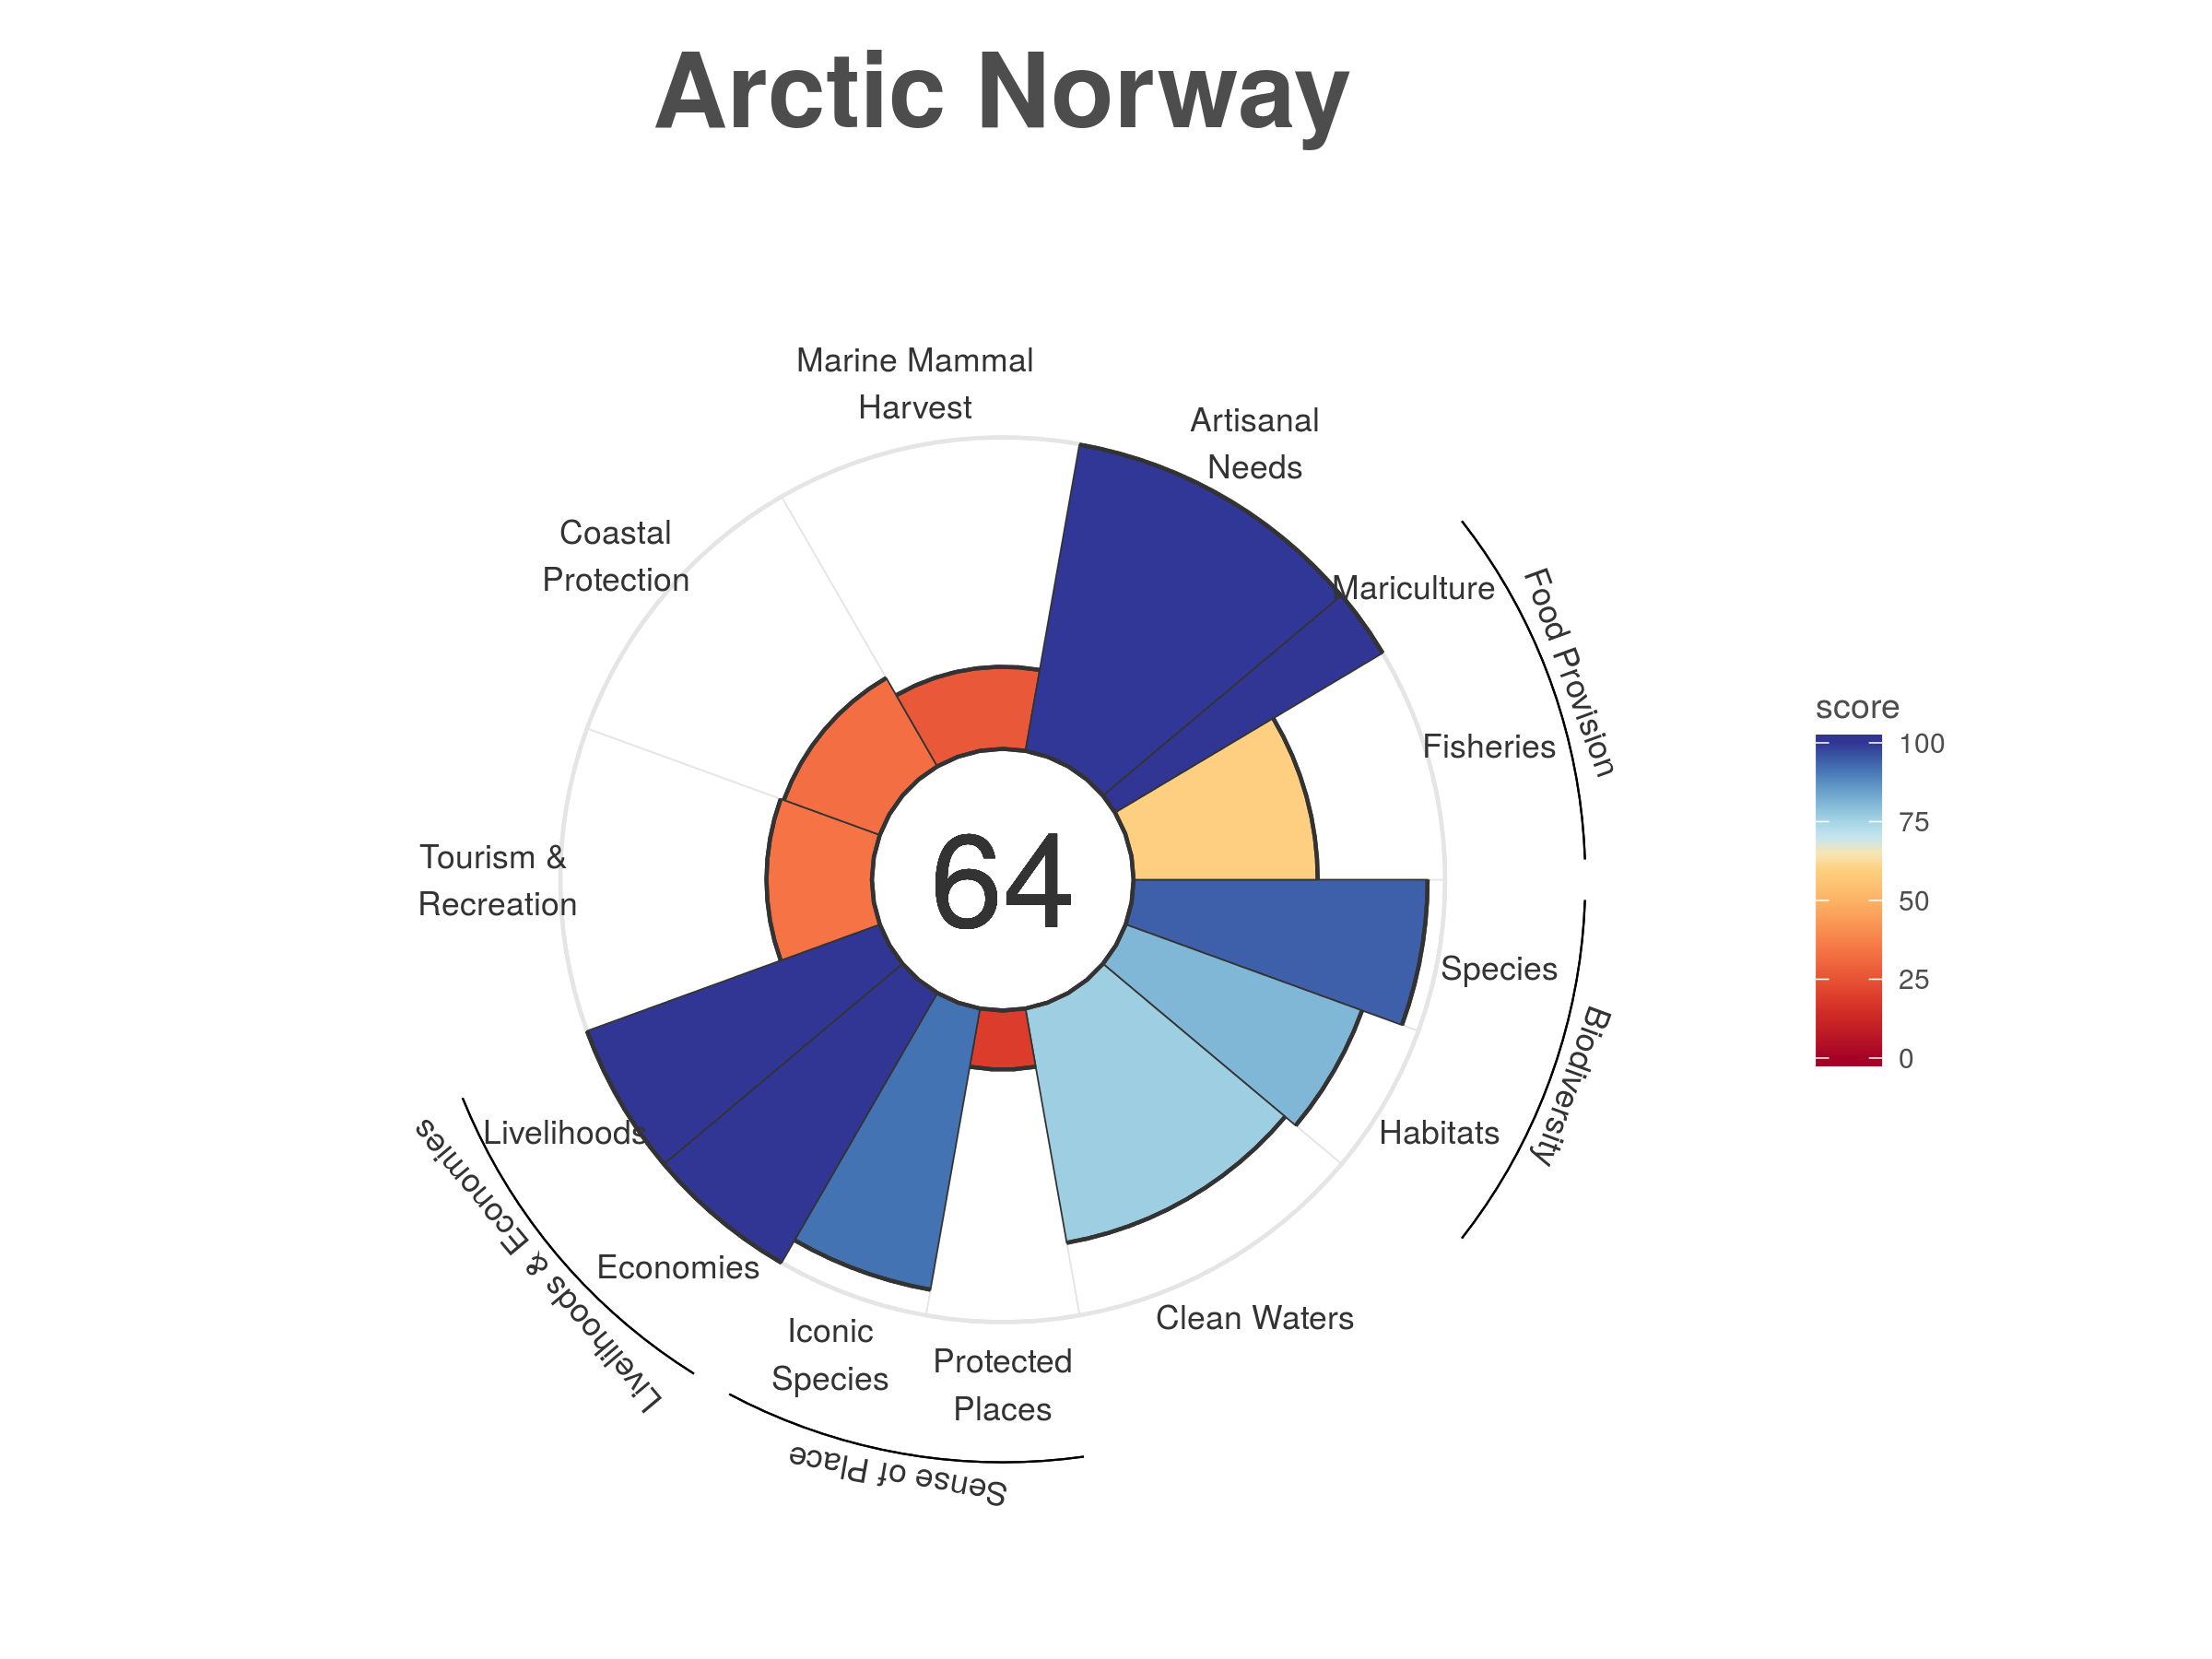 Arctic Norway
Marine Mammal
Harvest
Artisanal
Needs
Coastal
Protection
Mariculture
Food Provision
Fisheries
score
100
75
50
25
0
64
Tourism &
Recreation
Species
Biodiversity
Habitats
Livelihoods
Livelihoods & Economies
Economies
Clean Waters
Iconic
Species
Protected
Places
Sense of Place